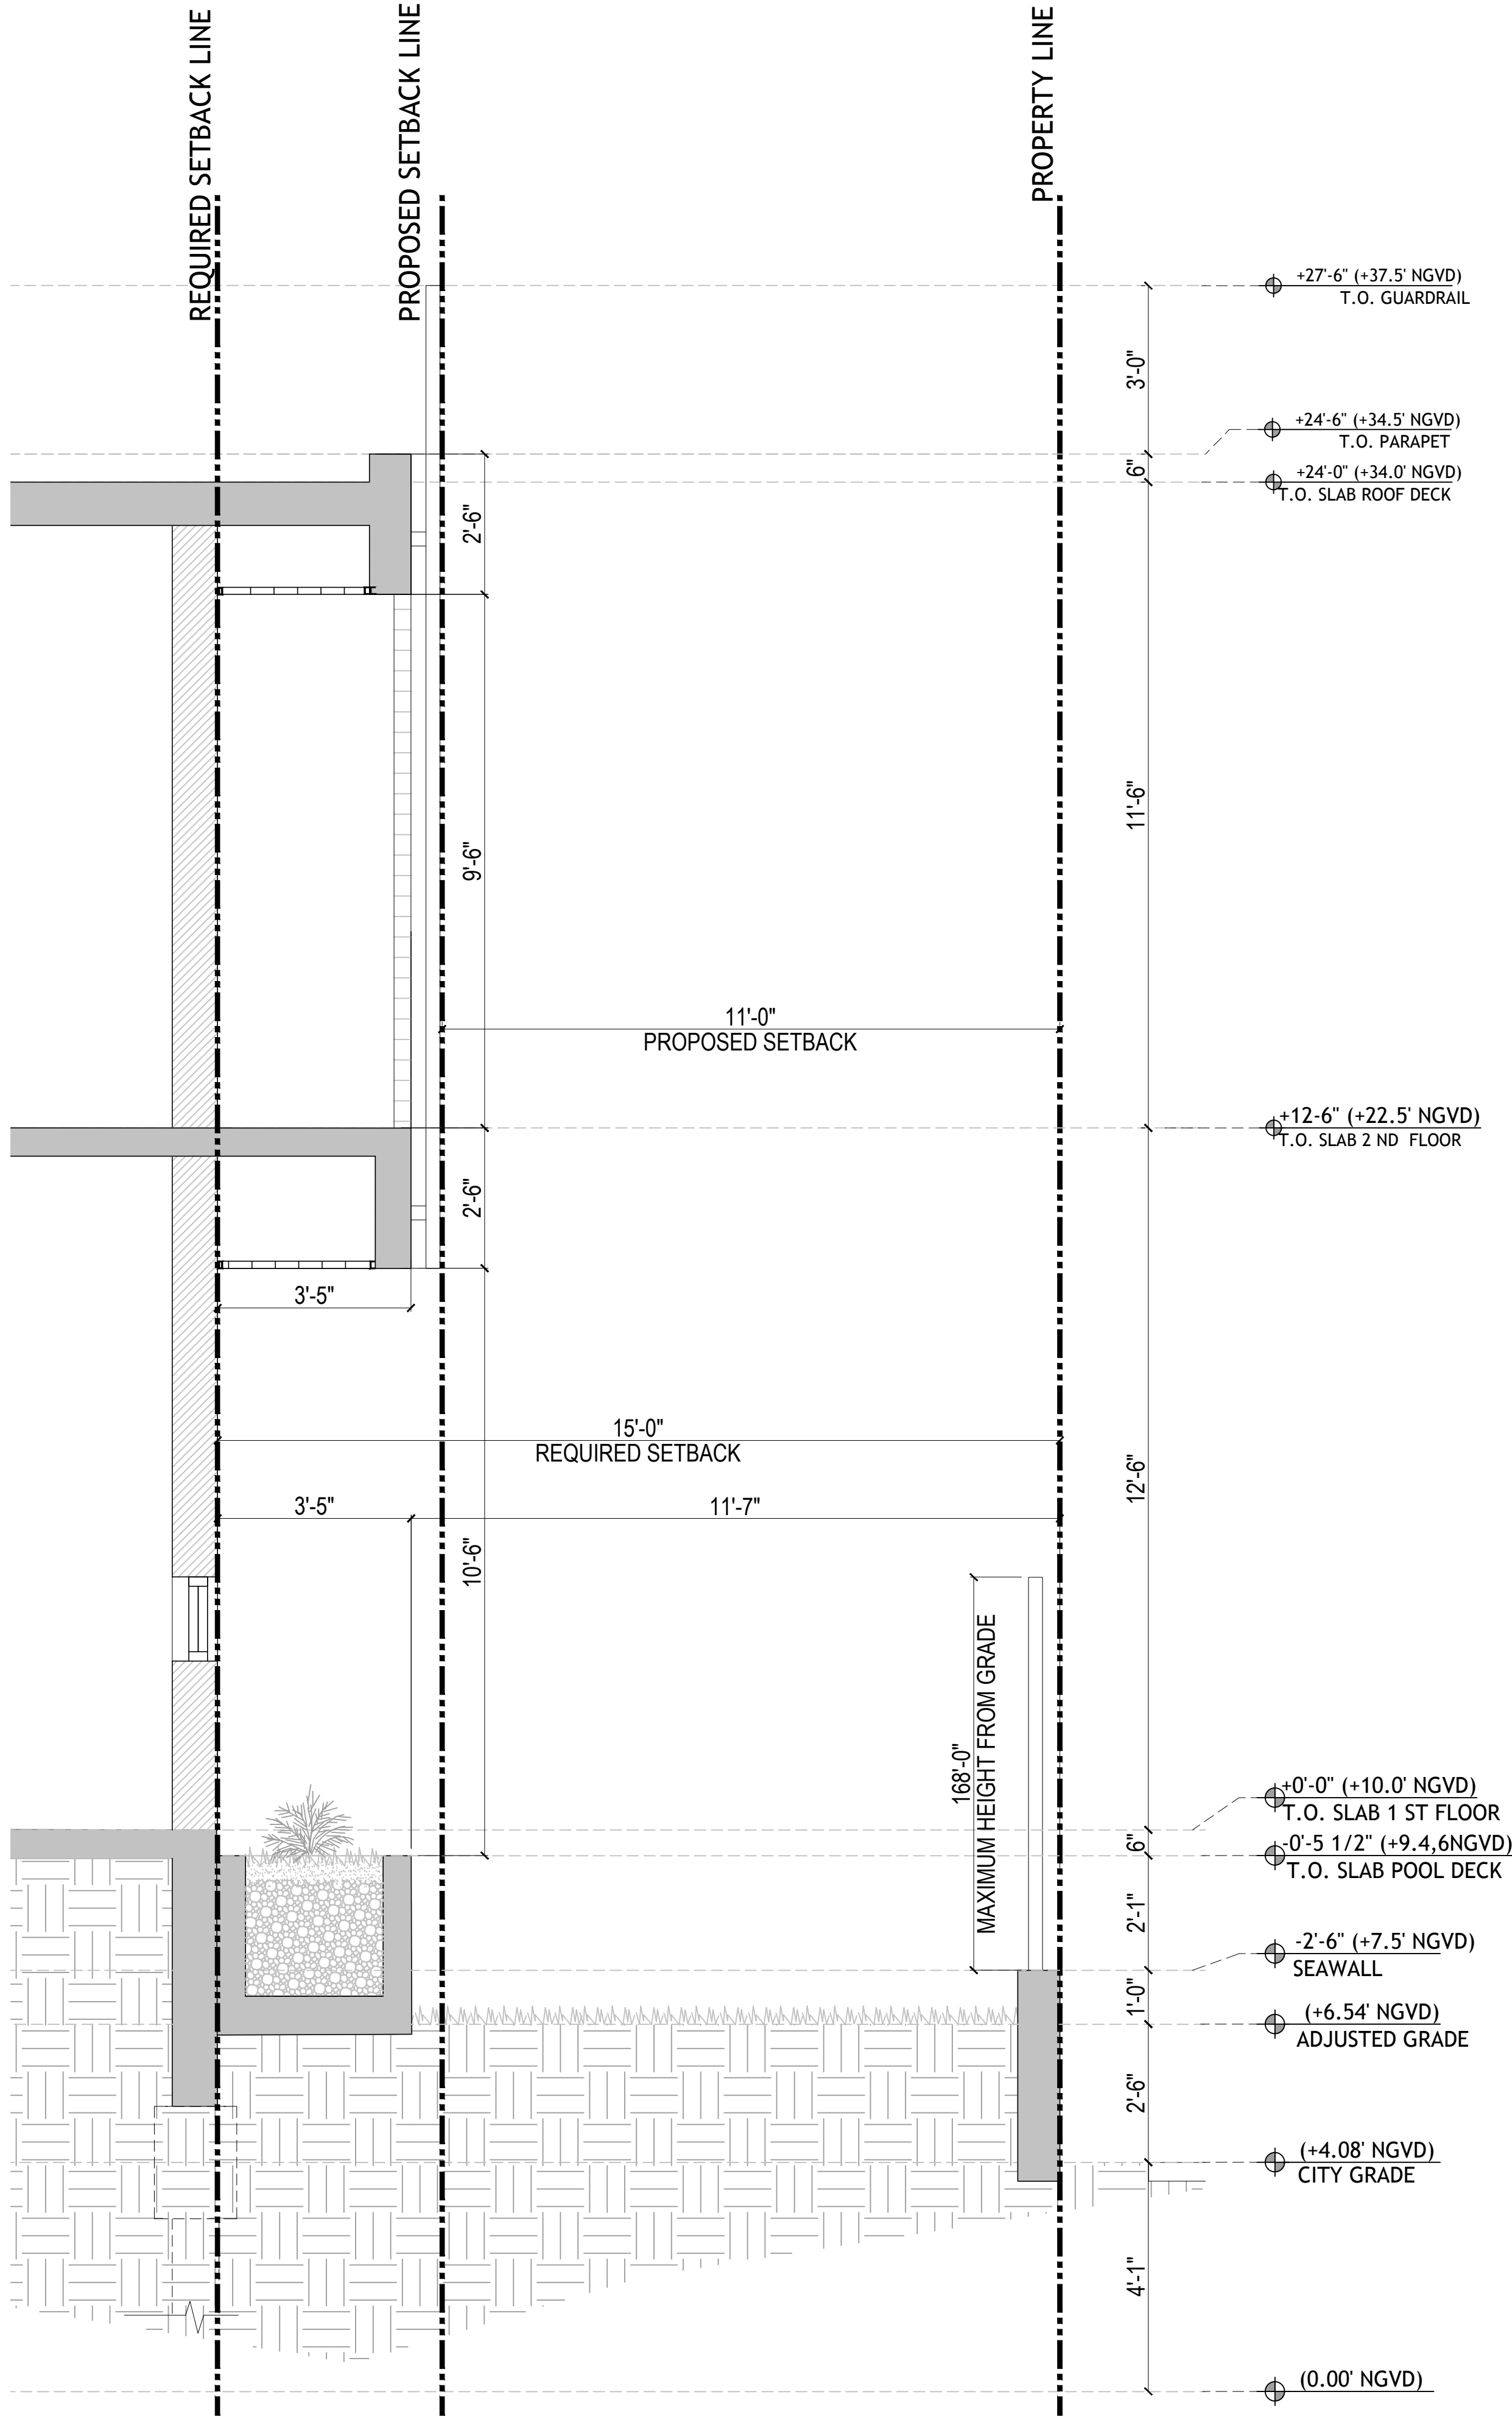 REQUIRED SETBACK LINE
PROPOSED SETBACK LINE
PROPERTY LINE
+27'-6" (+37.5' NGVD)
T.O. GUARDRAIL
3'-0"
+24'-6" (+34.5' NGVD)
T.O. PARAPET
6"
+24'-0" (+34.0' NGVD)
T.O. SLAB ROOF DECK
2'-6"
11'-6"
9'-6"
11'-0"
PROPOSED SETBACK
+12-6" (+22.5' NGVD)
T.O. SLAB 2 ND FLOOR
2'-6"
3'-5"
15'-0"
REQUIRED SETBACK
12'-6"
3'-5"
11'-7"
10'-6"
168'-0"
MAXIMUM HEIGHT FROM GRADE
+0'-0" (+10.0' NGVD)
T.O. SLAB 1 ST FLOOR
6"
-0'-5 1/2" (+9.4,6NGVD)
T.O. SLAB POOL DECK
2'-1"
-2'-6" (+7.5' NGVD)
SEAWALL
1'-0"
(+6.54' NGVD)
ADJUSTED GRADE
2'-6"
(+4.08' NGVD)
CITY GRADE
4'-1"
(0.00' NGVD)